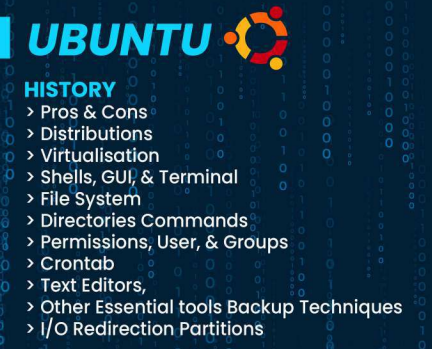 UBUNTU
HISTORY
> Pros & Cons
> Distributions
> Virtualisation
> Shells, GUI, & Terminal
> File System
> Directories Commands
> Permissions, User, & Groups
> Crontab
> Text Editors,
> Other Essential tools Backup Techniques
> I/O Redirection Partitions